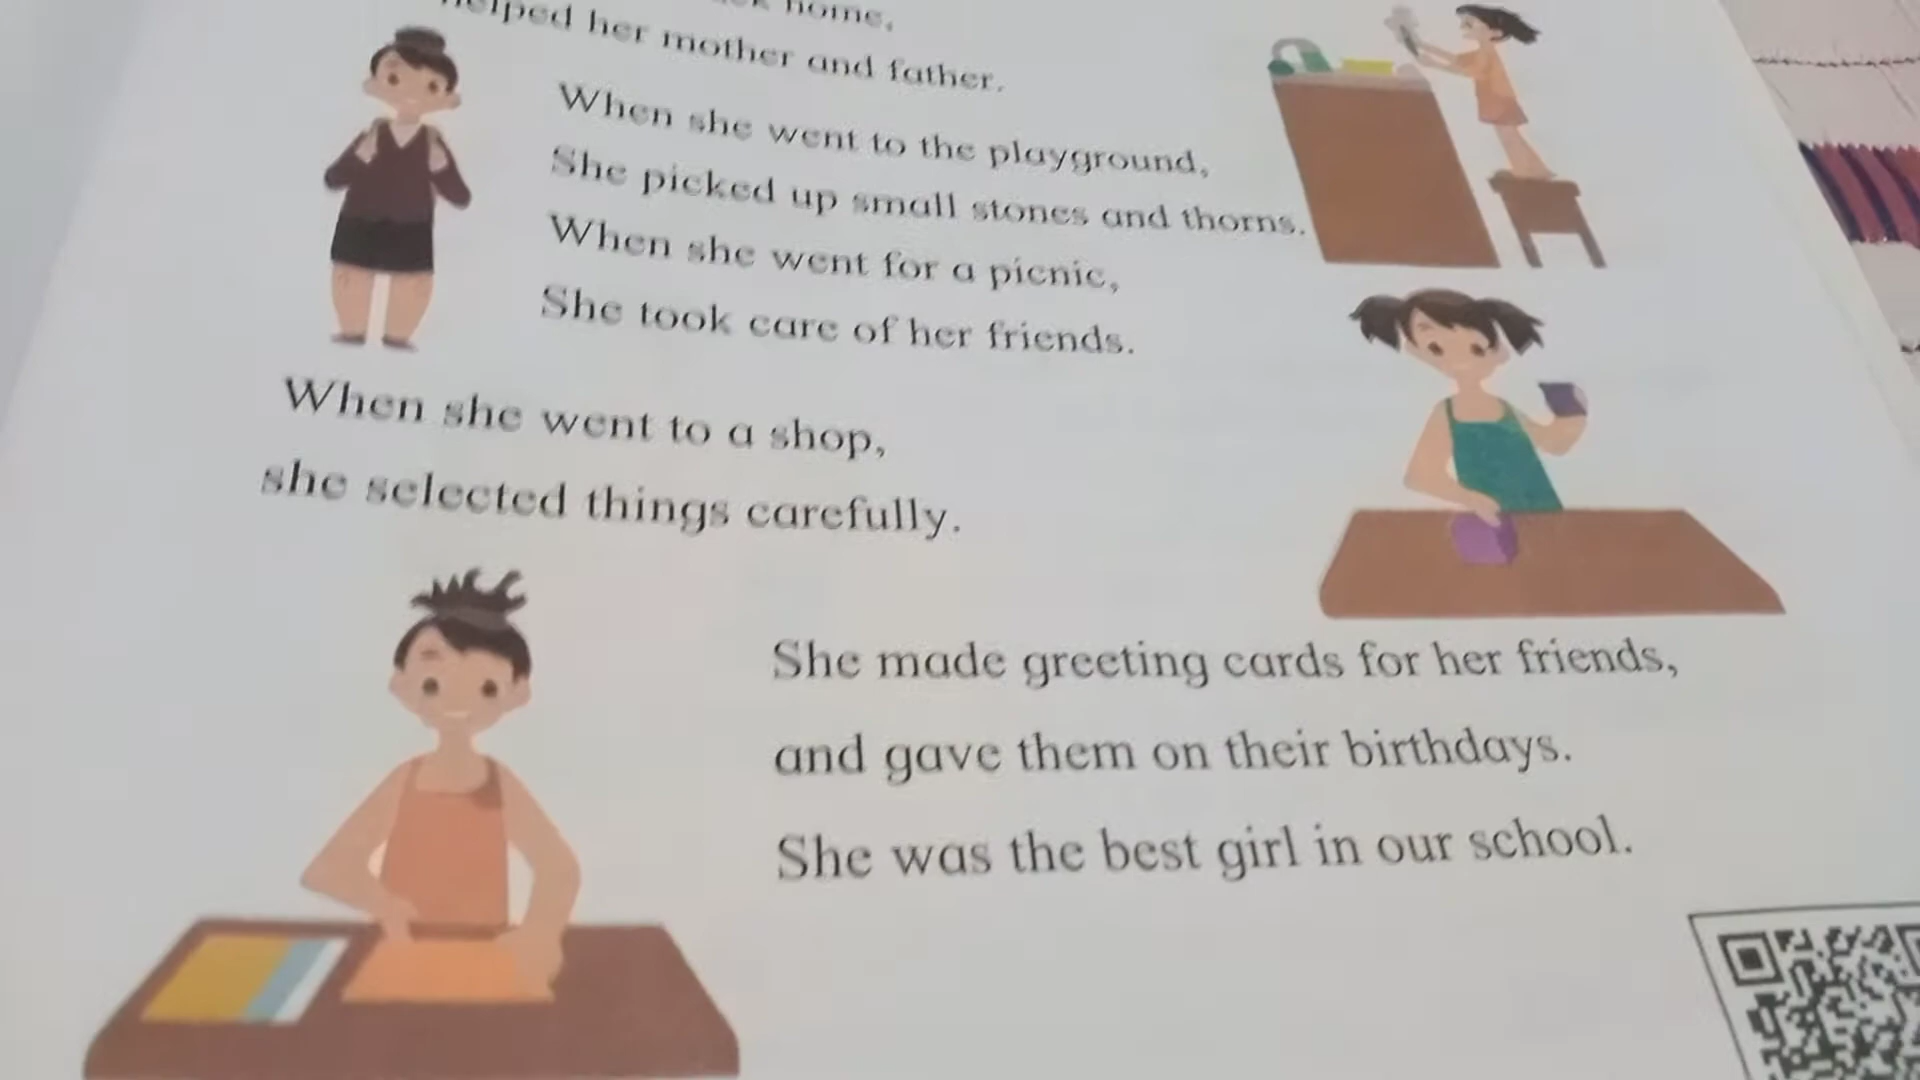 home,
helped her mother and father.
When she went to the playground,
She picked up small stones and thorns.
When she went for a picnic,
She took care of her friends.
When she went to a shop,
she selected things carefully.
She made greeting cards for her friends,
and gave them on their birthdays.
She was the best girl in our school.